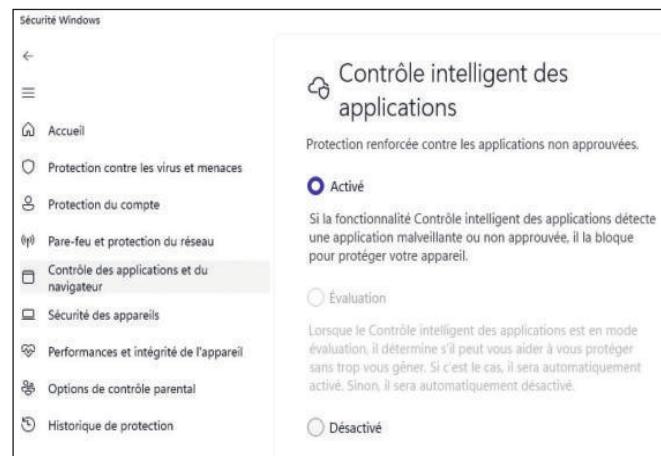 Sécurité Windows
Accueil
Protection contre les virus et menaces
Protection du compte
Pare-feu et protection du réseau
Contrôle des applications et du
navigateur
Sécurité des appareils
Performances et intégrité de l'appareil
Options de contrôle parental
Historique de protection
Contrôle intelligent des
applications
Protection renforcée contre les applications non approuvées.
Activé
Si la fonctionnalité Contrôle intelligent des applications détecte
une application malveillante ou non approuvée, il la bloque
pour protéger votre appareil.
Évaluation
Lorsque le Contrôle intelligent des applications est en mode
évaluation, il détermine s'il peut vous aider à vous protéger
sans trop vous gêner. Si c'est le cas, il sera automatiquement
activé. Sinon, il sera automatiquement désactivé.
Désactivé